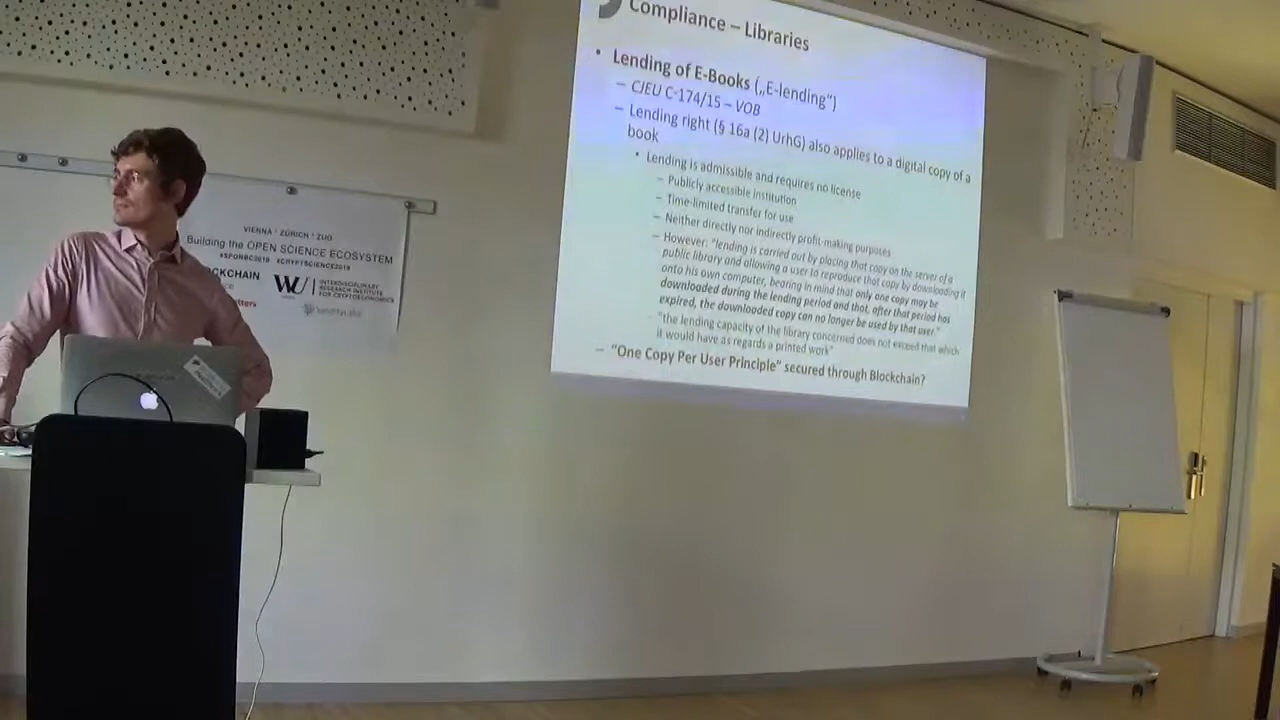 Compliance – Libraries
• Lending of E-Books („E-lending“)
– CJEU C-174/15 – VOB
– Lending right (§ 16a (2) UrhG) also applies to a digital copy of a
book
• Lending is admissible and requires no license
– Publicly accessible institution
– Time-limited transfer for use
– Neither directly nor indirectly profit-making purposes
– However: "lending is carried out by placing that copy on the server of a
public library and allowing a user to reproduce that copy by downloading it
onto his own computer, bearing in mind that only one copy may be
downloaded during the lending period and that, after that period has
expired, the downloaded copy can no longer be used by that user."
"the lending capacity of the library concerned does not exceed that which
it would have as regards a printed work"
– "One Copy Per User Principle" secured through Blockchain?
VIENNA * ZÜRICH * ZUG
Building the OPEN SCIENCE ECOSYSTEM
#SPONBC2019 #CRYPTSCIENCE2019
OCKCHAIN
WU
INTERDISCIPLINARY
RESEARCH INSTITUTE
FOR CRYPTOECONOMICS